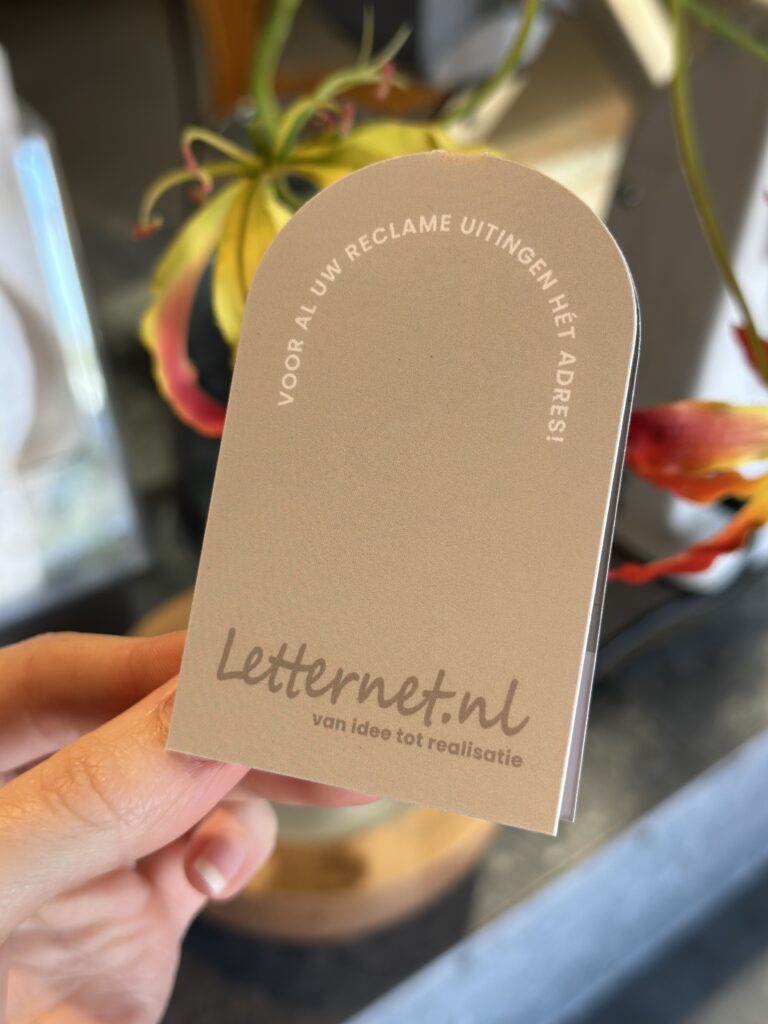 VOOR AL UW RECLAME UITINGEN HÉT ADRES!
Letternet.nl
van idee tot realisatie